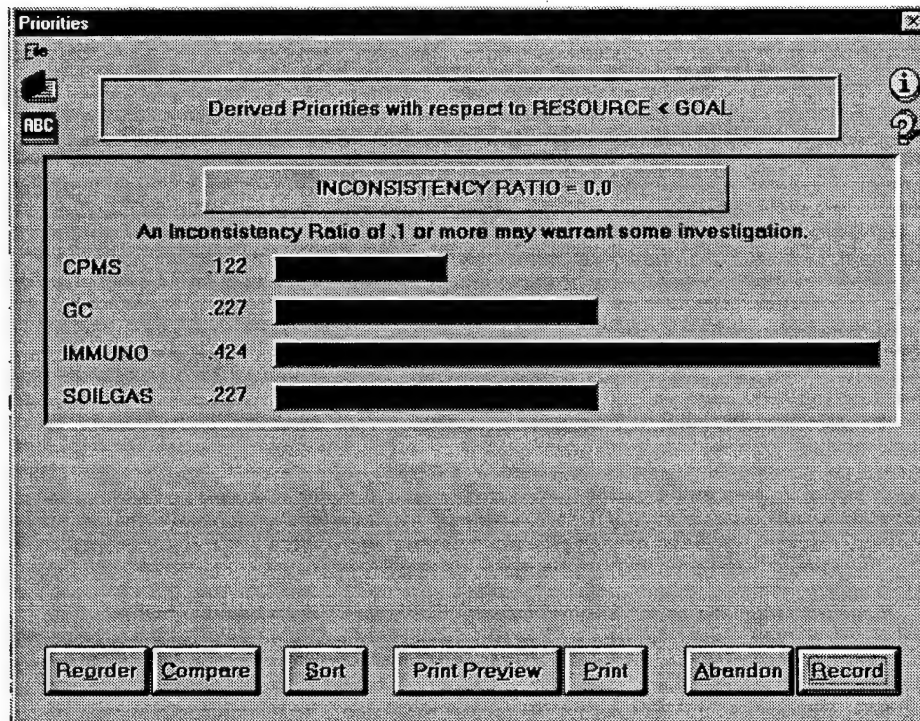 Priorities
File
ABC
Derived Priorities with respect to RESOURCE < GOAL
INCONSISTENCY RATIO = 0.0
An Inconsistency Ratio of .1 or more may warrant some investigation.
CPMS .122
GC .227
IMMUNO .424
SOILGAS .227
Reorder Compare Sort Print Preview Print Abandon Record